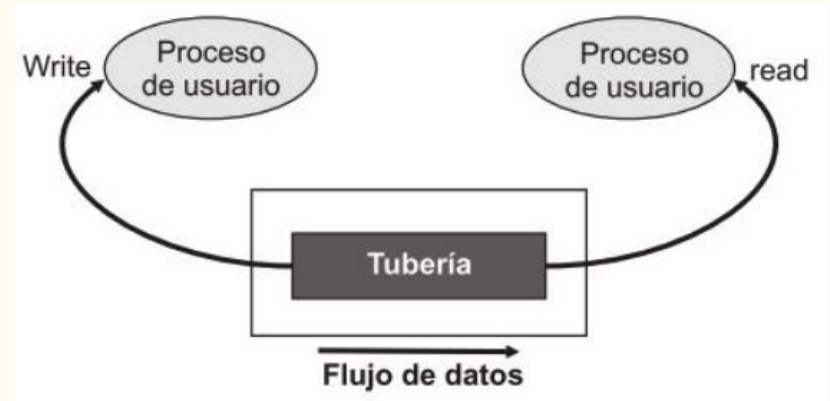 Write
Proceso
de usuario
Proceso
de usuario
read
Tubería
Flujo de datos